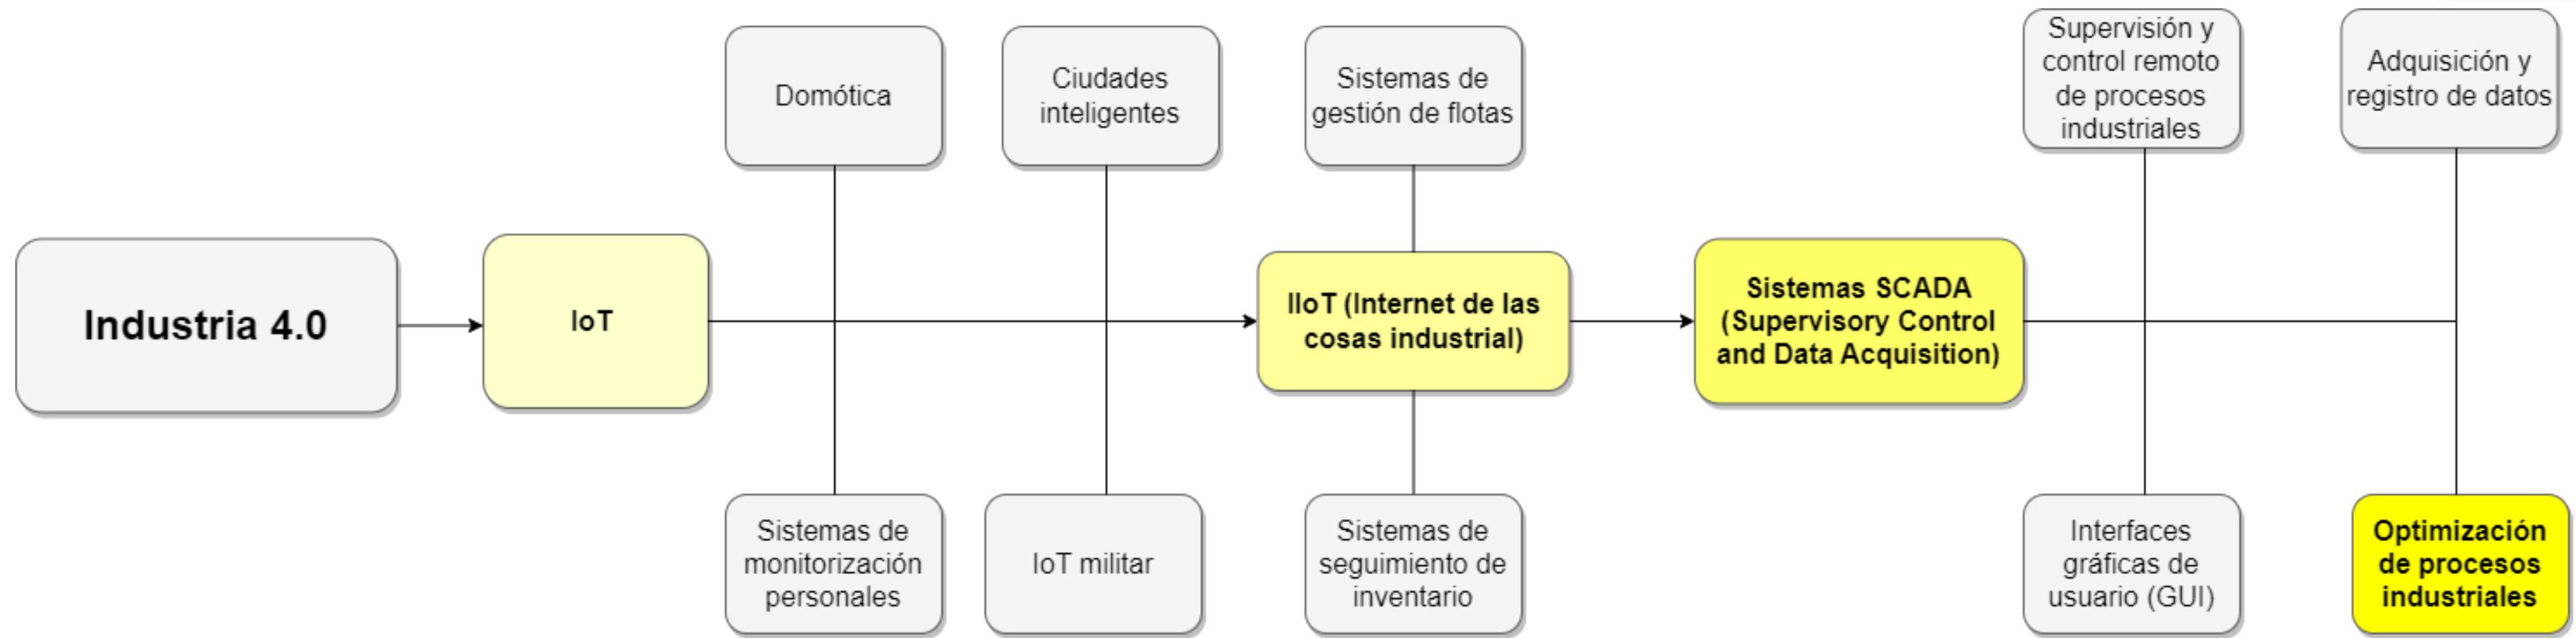 Industria 4.0
IoT
Domótica
Sistemas de
monitorización
personales
Ciudades
inteligentes
IoT militar
Sistemas de
gestión de flotas
IIoT (Internet de las
cosas industrial)
Sistemas de
seguimiento de
inventario
Sistemas SCADA
(Supervisory Control
and Data Acquisition)
Supervisión y
control remoto
de procesos
industriales
Interfaces
gráficas de
usuario (GUI)
Adquisición y
registro de datos
Optimización
de procesos
industriales